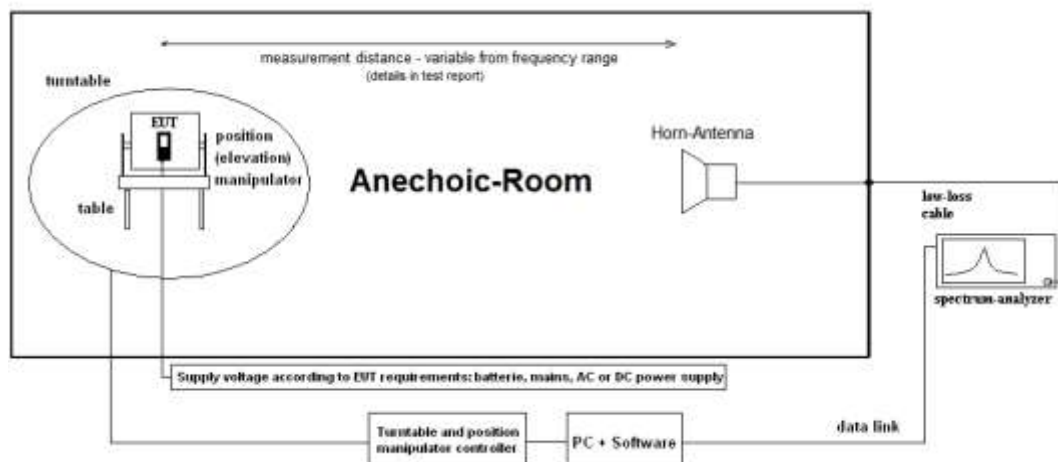 measurement distance - variable from frequency range
(details in test report)
turntable
EUT
position
(elevation)
manipulator
table
Anechoic-Room
Horn-Antenna
low-loss
cable
spectrum-analyzer
Supply voltage according to EUT requirements: batterie, mains, AC or DC power supply
Turntable and position
manipulator controller
PC + Software
data link